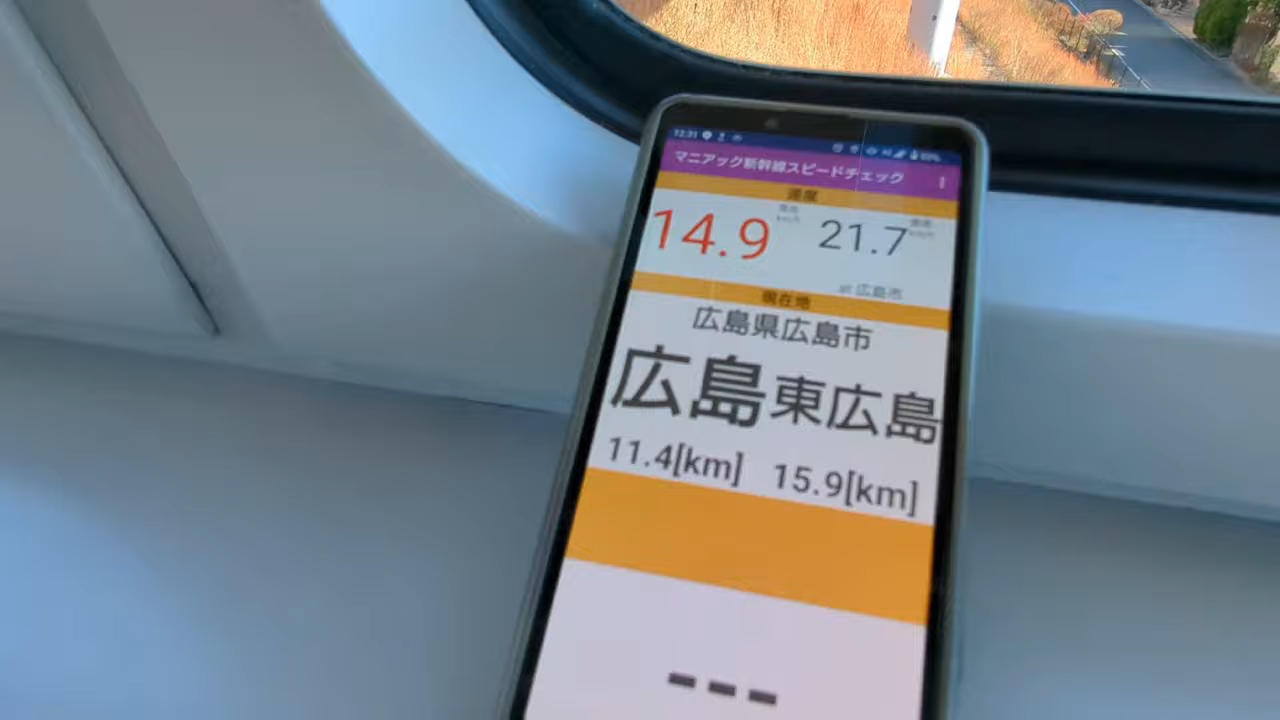 12:31
マニアック新幹線スピードチェック
速度
14.9
21.7
at 広島市
現在地
広島県広島市
広島 東広島
11.4[km] 15.9[km]
---